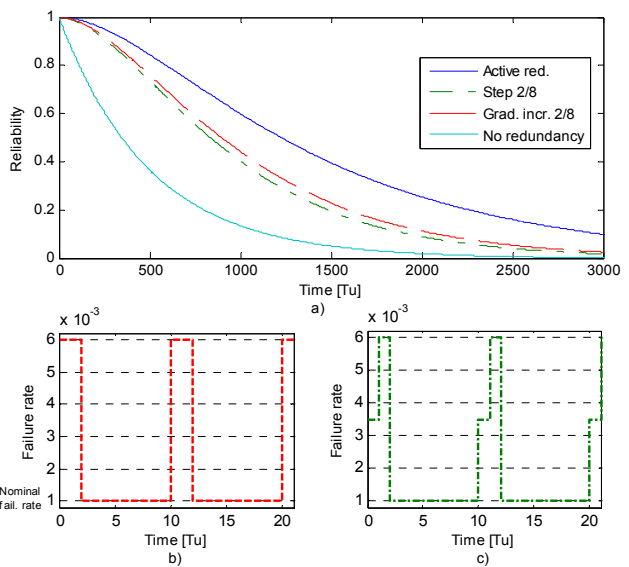 1
0.8
0.6
0.4
0.2
0
Reliability
Active red.
Step 2/8
Grad. incr. 2/8
No redundancy
0 500 1000 1500 2000 2500 3000
Time [Tu]
a)
x 10^-3
6
5
4
3
2
1
Failure rate
Nominal
fail. rate
0 5 10 15 20
Time [Tu]
b)
x 10^-3
6
5
4
3
2
1
Failure rate
0 5 10 15 20
Time [Tu]
c)